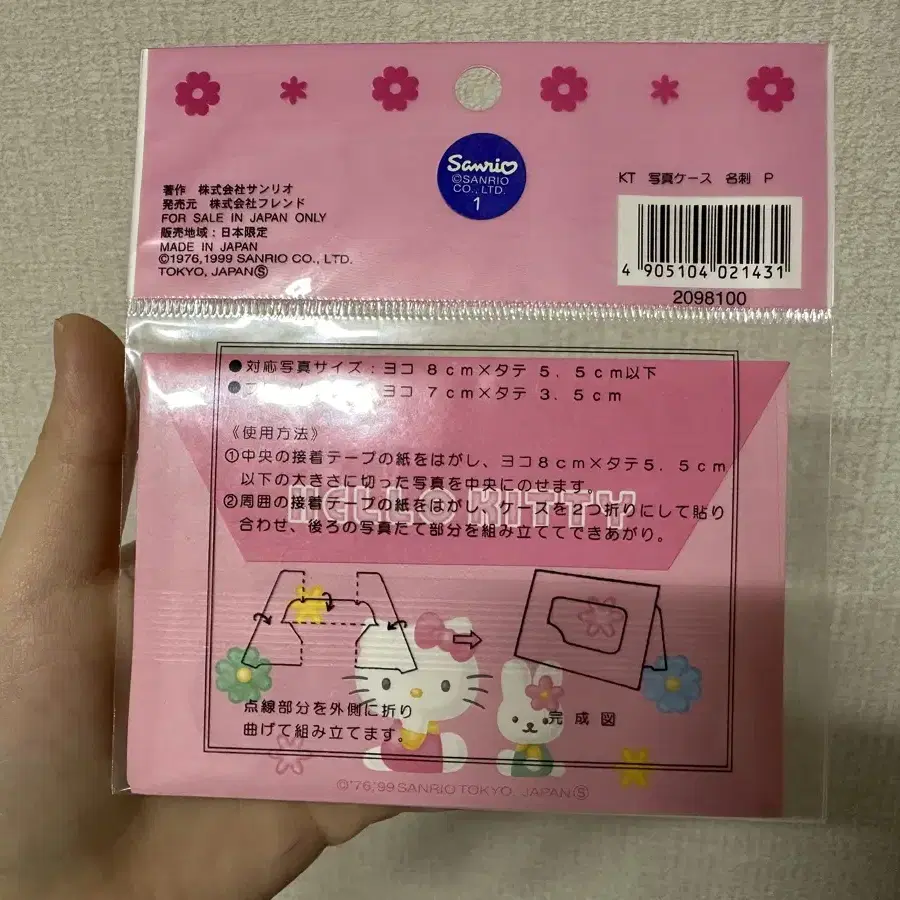 著作 株式会社サンリオ
発売元 株式会社フレンド
FOR SALE IN JAPAN ONLY
販売地域：日本限定
MADE IN JAPAN
©1976,1999 SANRIO CO., LTD.
TOKYO, JAPANⓈ
Sanrio
©SANRIO
CO., LTD.
1
KT 写真ケース 名刺 P
4 905104 021431
2098100
●対応写真サイズ：ヨコ 8cm×タテ 5.5cm以下
● ヨコ 7cm×タテ 3.5cm
《使用方法》
①中央の接着テープの紙をはがし、ヨコ8cm×タテ5.5cm
以下の大きさに切った写真を中央にのせます。
②周囲の接着テープの紙をはがし、ケースを2つ折りにして貼り
合わせ、後ろの写真たて部分を組み立ててできあがり。
HELLO KITTY
点線部分を外側に折り
曲げて組み立てます。
完成図
©'76,'99 SANRIO TOKYO, JAPANⓈ